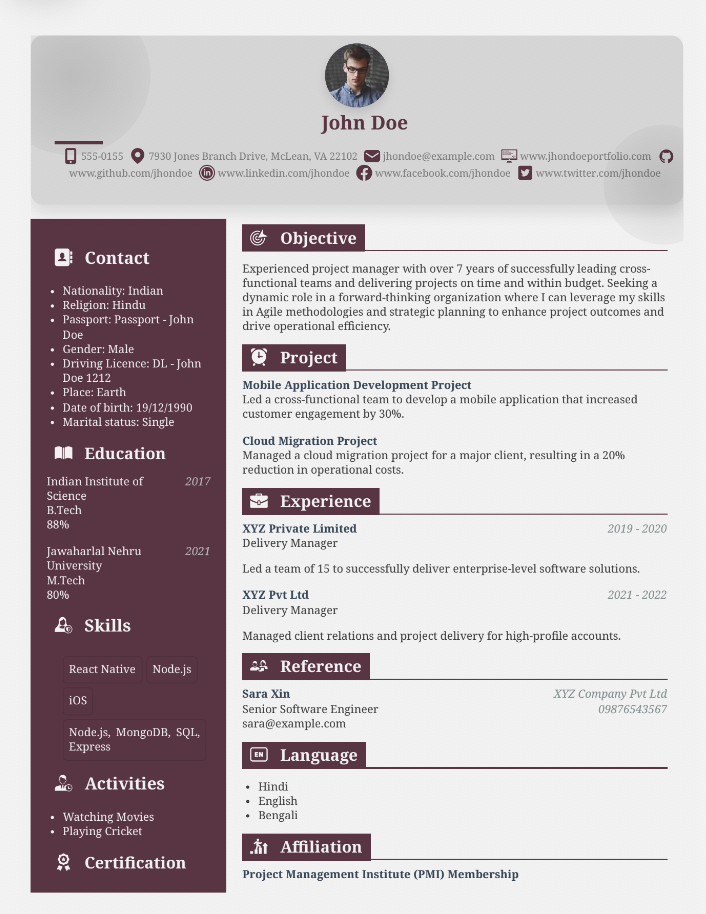 John Doe
555-0155 7930 Jones Branch Drive, McLean, VA 22102 jhondoe@example.com www.jhondoeportfolio.com
www.github.com/jhondoe www.linkedin.com/jhondoe www.facebook.com/jhondoe www.twitter.com/jhondoe
Contact
• Nationality: Indian
• Religion: Hindu
• Passport: Passport - John
Doe
• Gender: Male
• Driving Licence: DL - John
Doe 1212
• Place: Earth
• Date of birth: 19/12/1990
• Marital status: Single
Education
Indian Institute of 2017
Science
B.Tech
88%
Jawaharlal Nehru 2021
University
M.Tech
80%
Skills
React Native Node.js
iOS
Node.js, MongoDB, SQL,
Express
Activities
• Watching Movies
• Playing Cricket
Certification
Objective
Experienced project manager with over 7 years of successfully leading cross-
functional teams and delivering projects on time and within budget. Seeking a
dynamic role in a forward-thinking organization where I can leverage my skills
in Agile methodologies and strategic planning to enhance project outcomes and
drive operational efficiency.
Project
Mobile Application Development Project
Led a cross-functional team to develop a mobile application that increased
customer engagement by 30%.
Cloud Migration Project
Managed a cloud migration project for a major client, resulting in a 20%
reduction in operational costs.
Experience
XYZ Private Limited 2019 - 2020
Delivery Manager
Led a team of 15 to successfully deliver enterprise-level software solutions.
XYZ Pvt Ltd 2021 - 2022
Delivery Manager
Managed client relations and project delivery for high-profile accounts.
Reference
Sara Xin XYZ Company Pvt Ltd
Senior Software Engineer 09876543567
sara@example.com
EN Language
• Hindi
• English
• Bengali
Affiliation
Project Management Institute (PMI) Membership